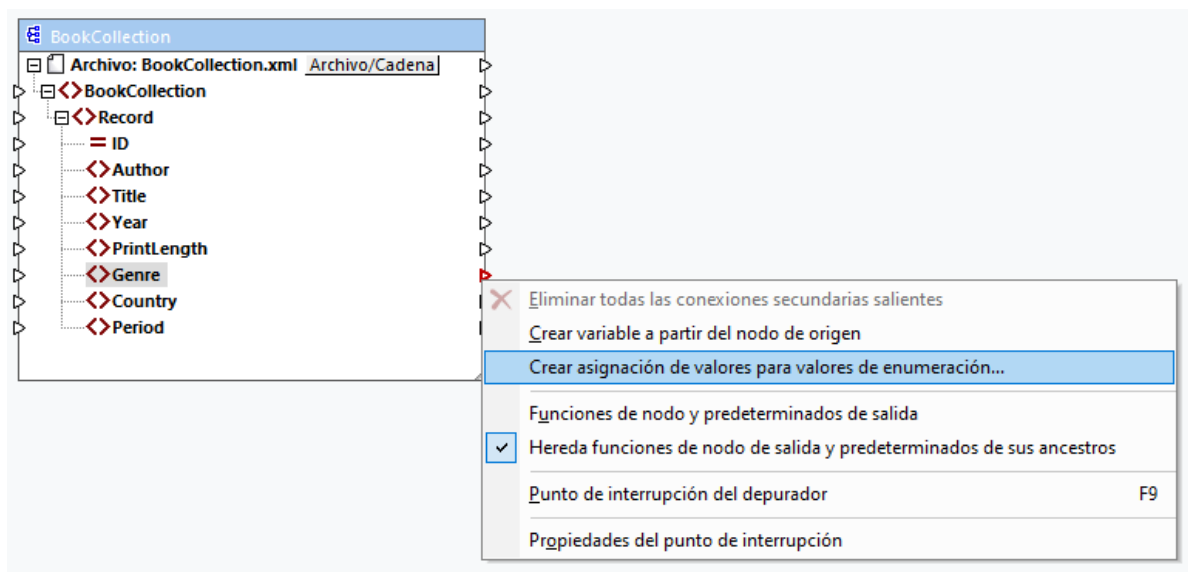 BookCollection
Archivo: BookCollection.xml Archivo/Cadena
BookCollection
Record
ID
Author
Title
Year
PrintLength
Genre
Country
Period
Eliminar todas las conexiones secundarias salientes
Crear variable a partir del nodo de origen
Crear asignación de valores para valores de enumeración...
Funciones de nodo y predeterminados de salida
Hereda funciones de nodo de salida y predeterminados de sus ancestros
Punto de interrupción del depurador F9
Propiedades del punto de interrupción